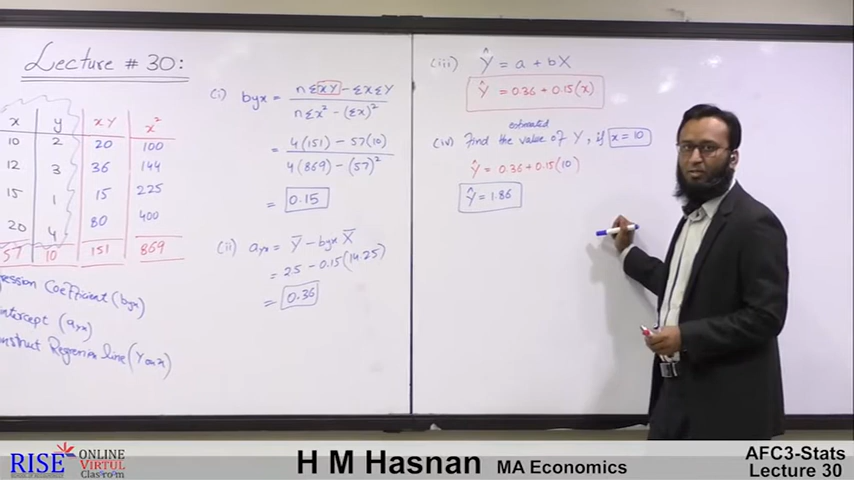 Lecture # 30:
x y xy x²
10 2 20 100
12 3 36 144
15 1 15 225
20 4 80 400
57 10 151 869
ession Coefficient (byx)
intercept (ayx)
nstruct Regression line (Y on x)
(i) byx = nΣXY - ΣXΣY / nΣx² - (Σx)²
= 4(151) - 57(10) / 4(869) - (57)²
= 0.15
(ii) ayx = Y̅ - byx X̅
= 25 - 0.15(14.25)
= 0.36
(iii) Ŷ = a + bX
Ŷ = 0.36 + 0.15(x)
(iv) Find the estimated value of Y, if x = 10
Ŷ = 0.36 + 0.15(10)
Ŷ = 1.86
RISE ONLINE VIRTUL Classroom
H M Hasnan MA Economics
AFC3-Stats
Lecture 30